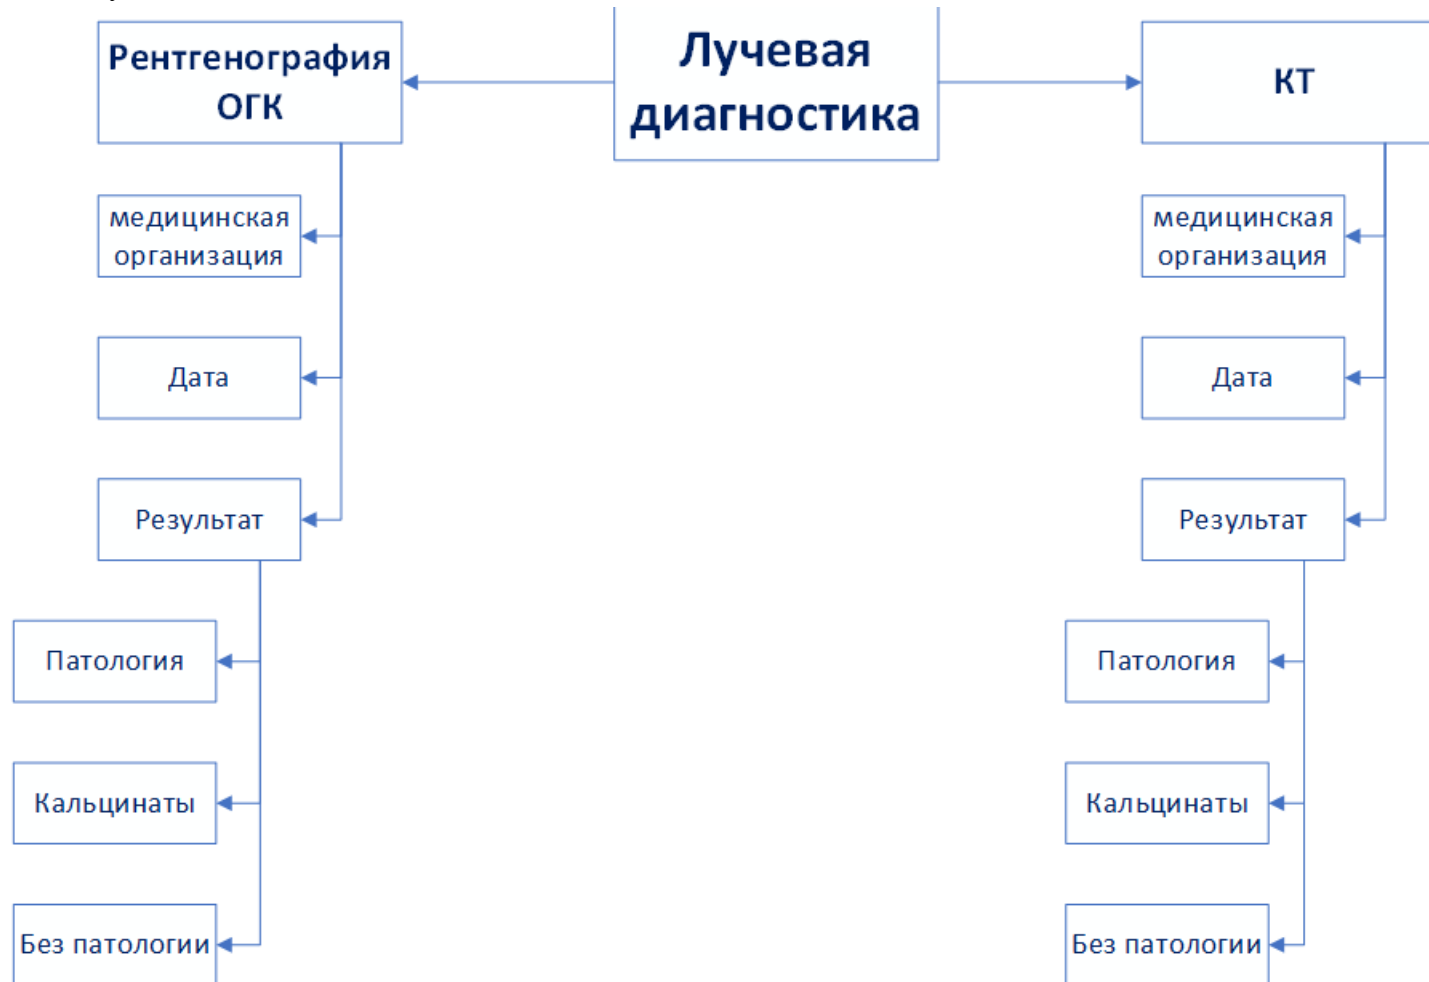 Лучевая
диагностика
Рентгенография
ОГК
медицинская
организация
Дата
Результат
Патология
Кальцинаты
Без патологии
КТ
медицинская
организация
Дата
Результат
Патология
Кальцинаты
Без патологии